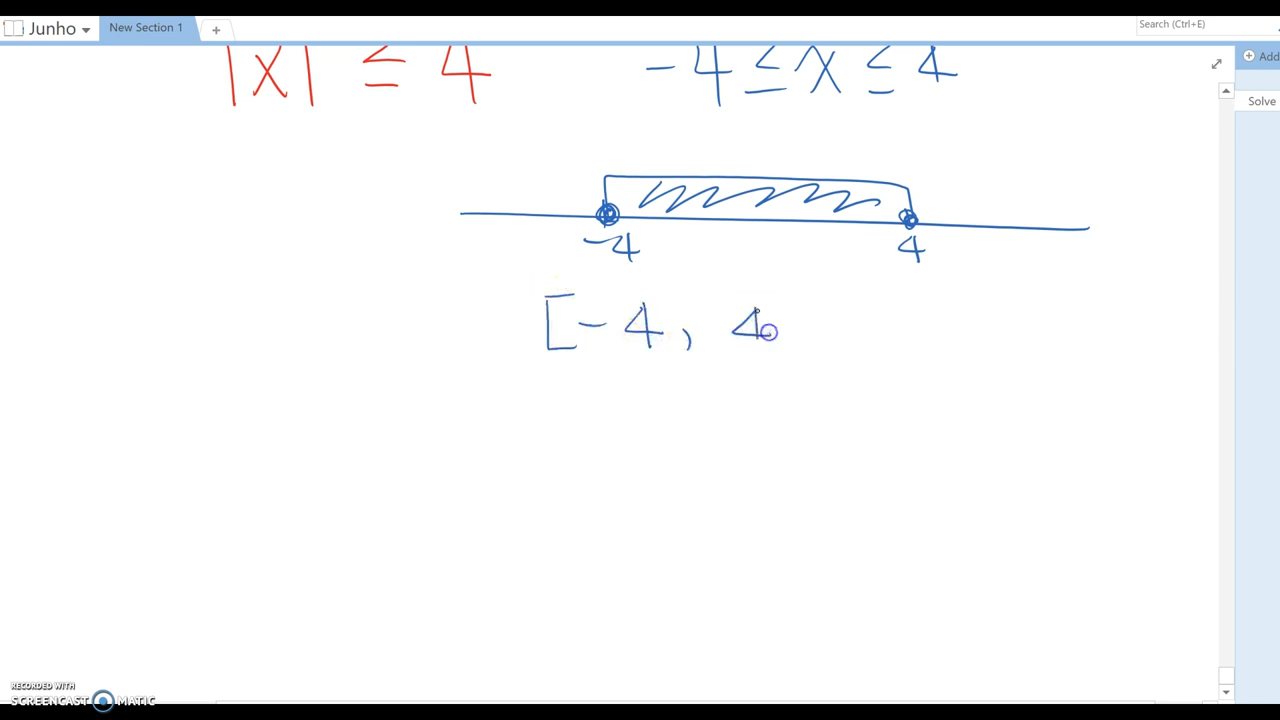 Junho New Section 1 + Search (Ctrl+E)
Add
Solve
|x| ≤ 4 -4 ≤ x ≤ 4
-4 4
[-4, 4
RECORDED WITH
SCREENCAST MATIC